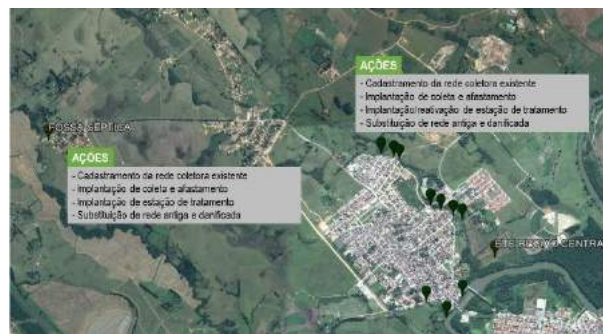 AÇÕES
- Cadastramento da rede coletora existente
- Implantação de coleta e afastamento
- Implantação/reativação de estação de tratamento
- Substituição de rede antiga e danificada
FOSSA SÉPTICA
AÇÕES
- Cadastramento da rede coletora existente
- Implantação de coleta e afastamento
- Implantação de estação de tratamento
- Substituição de rede antiga e danificada
ETE
CENTRA